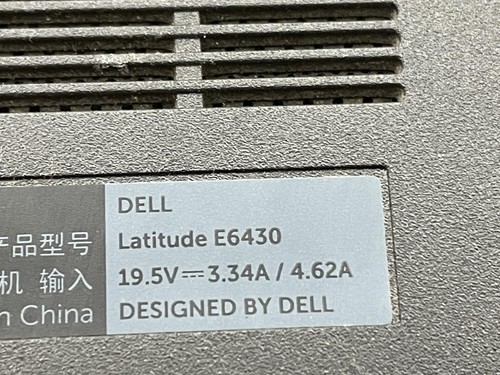 DELL
产品型号 Latitude E6430
机 输入 19.5V⎓3.34A / 4.62A
China DESIGNED BY DELL